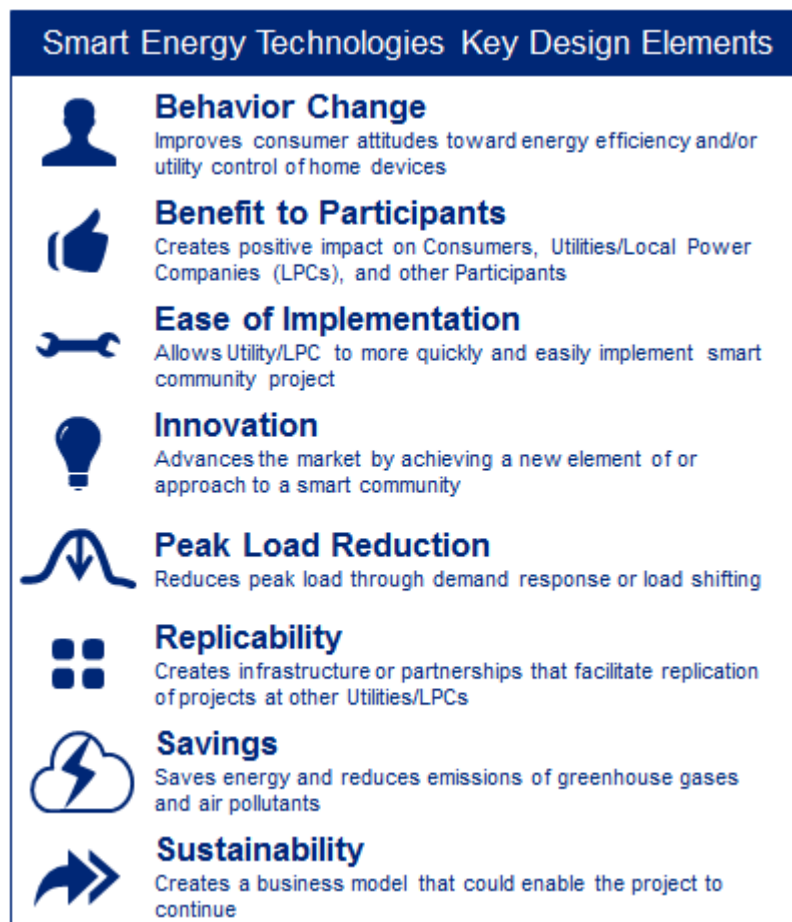 Smart Energy Technologies Key Design Elements
Behavior Change
Improves consumer attitudes toward energy efficiency and/or
utility control of home devices
Benefit to Participants
Creates positive impact on Consumers, Utilities/Local Power
Companies (LPCs), and other Participants
Ease of Implementation
Allows Utility/LPC to more quickly and easily implement smart
community project
Innovation
Advances the market by achieving a new element of or
approach to a smart community
Peak Load Reduction
Reduces peak load through demand response or load shifting
Replicability
Creates infrastructure or partnerships that facilitate replication
of projects at other Utilities/LPCs
Savings
Saves energy and reduces emissions of greenhouse gases
and air pollutants
Sustainability
Creates a business model that could enable the project to
continue